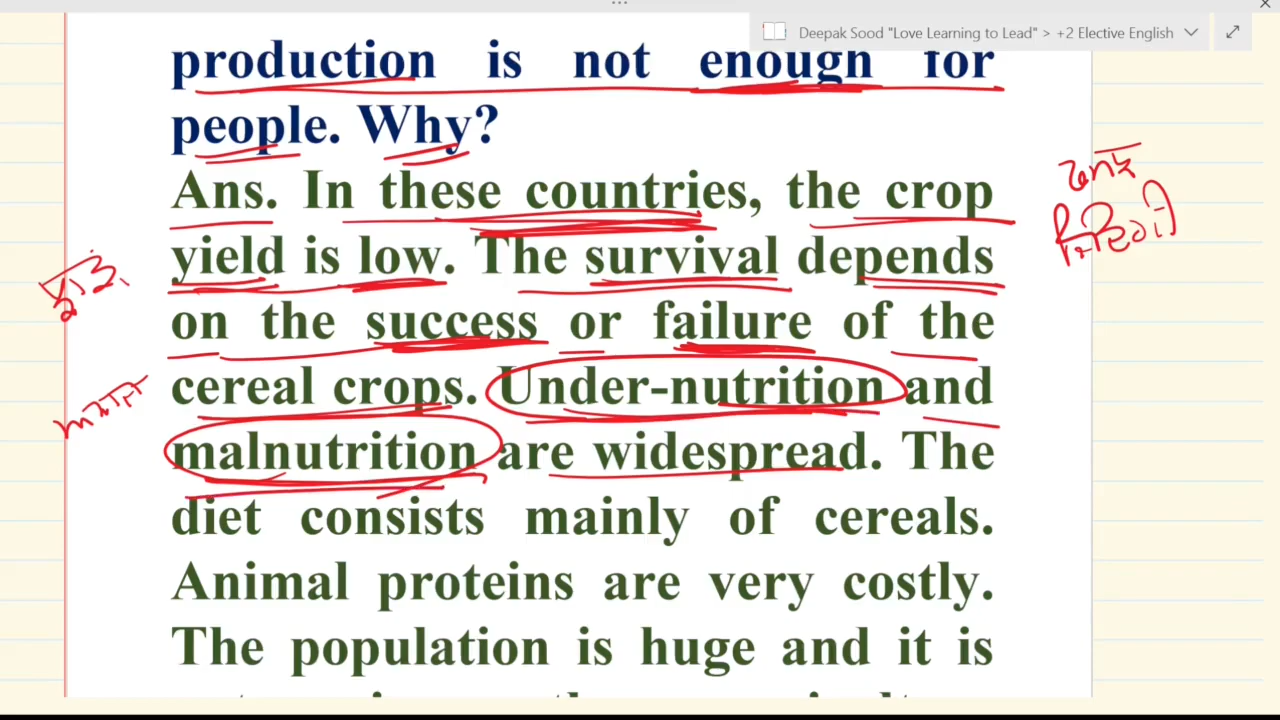 Deepak Sood "Love Learning to Lead" > +2 Elective English
production is not enough for
people. Why?
Ans. In these countries, the crop
yield is low. The survival depends
on the success or failure of the
cereal crops. Under-nutrition and
malnutrition are widespread. The
diet consists mainly of cereals.
Animal proteins are very costly.
The population is huge and it is